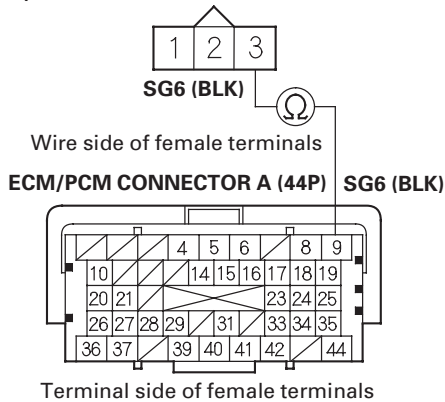 1 2 3
SG6 (BLK)
Ω
Wire side of female terminals
ECM/PCM CONNECTOR A (44P) SG6 (BLK)
4 5 6 8 9
10 14 15 16 17 18 19
20 21 23 24 25
26 27 28 29 31 33 34 35
36 37 39 40 41 42 44
Terminal side of female terminals